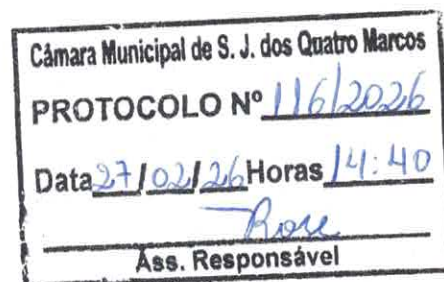 Câmara Municipal de S. J. dos Quatro Marcos
PROTOCOLO Nº 116/2026
Data 27/02/26 Horas 14:40
Rose
Ass. Responsável